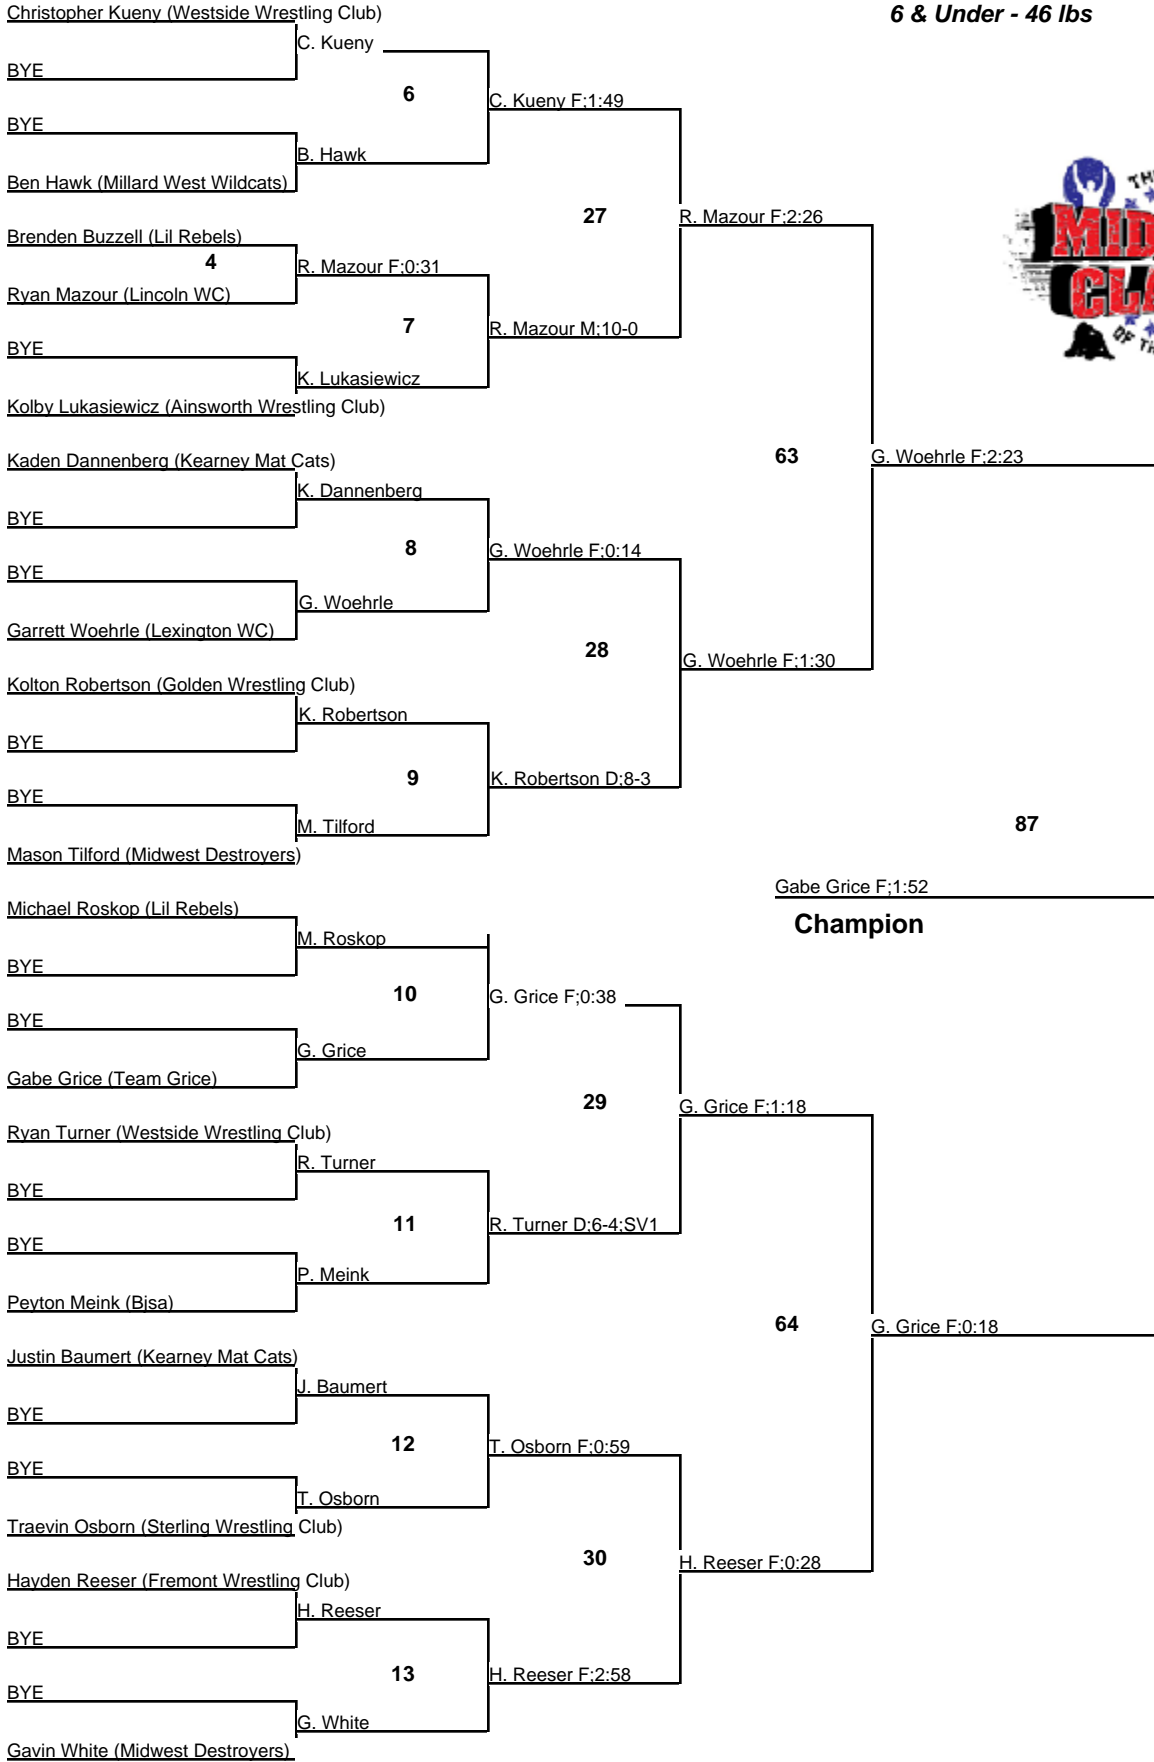 Christopher Kueny (Westside Wrestling Club)
6 & Under - 46 lbs
C. Kueny
BYE
6
C. Kueny F;1:49
BYE
B. Hawk
Ben Hawk (Millard West Wildcats)
27
R. Mazour F;2:26
Brenden Buzzell (Lil Rebels)
4
R. Mazour F;0:31
Ryan Mazour (Lincoln WC)
7
R. Mazour M;10-0
BYE
K. Lukasiewicz
Kolby Lukasiewicz (Ainsworth Wrestling Club)
63
G. Woehrle F;2:23
Kaden Dannenberg (Kearney Mat Cats)
K. Dannenberg
BYE
8
G. Woehrle F;0:14
BYE
G. Woehrle
Garrett Woehrle (Lexington WC)
28
G. Woehrle F;1:30
Kolton Robertson (Golden Wrestling Club)
K. Robertson
BYE
9
K. Robertson D;8-3
BYE
M. Tilford
87
Mason Tilford (Midwest Destroyers)
Gabe Grice F;1:52
Champion
Michael Roskop (Lil Rebels)
M. Roskop
BYE
10
G. Grice F;0:38
BYE
G. Grice
Gabe Grice (Team Grice)
29
G. Grice F;1:18
Ryan Turner (Westside Wrestling Club)
R. Turner
BYE
11
R. Turner D;6-4;SV1
BYE
P. Meink
Peyton Meink (Bjsa)
64
G. Grice F;0:18
Justin Baumert (Kearney Mat Cats)
J. Baumert
BYE
12
T. Osborn F;0:59
BYE
T. Osborn
Traevin Osborn (Sterling Wrestling Club)
30
H. Reeser F;0:28
Hayden Reeser (Fremont Wrestling Club)
H. Reeser
BYE
13
H. Reeser F;2:58
BYE
G. White
Gavin White (Midwest Destroyers)